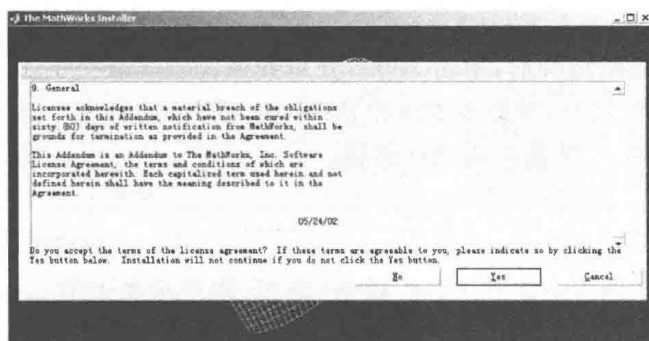 The MathWorks Installer
9. General
Licensee acknowledges that a material breach of the obligations
set forth in this Addendum, which have not been cured within
sixty (60) days of written notification from MathWorks, shall be
grounds for termination as provided in the Agreement.
This Addendum is an Addendum to The MathWorks, Inc. Software
License Agreement, the terms and conditions of which are
incorporated herewith. Each capitalized term used herein and not
defined herein shall have the meaning described to it in the
Agreement.
05/24/02
Do you accept the terms of the license agreement? If these terms are agreeable to you, please indicate so by clicking the
Yes button below. Installation will not continue if you do not click the Yes button.
No Yes Cancel